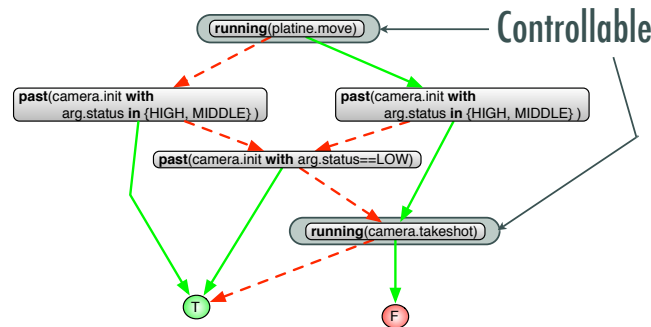 running(platine.move)
Controllable
past(camera.init with
arg.status in {HIGH, MIDDLE} )
past(camera.init with
arg.status in {HIGH, MIDDLE} )
past(camera.init with arg.status==LOW)
running(camera.takeshot)
T
F